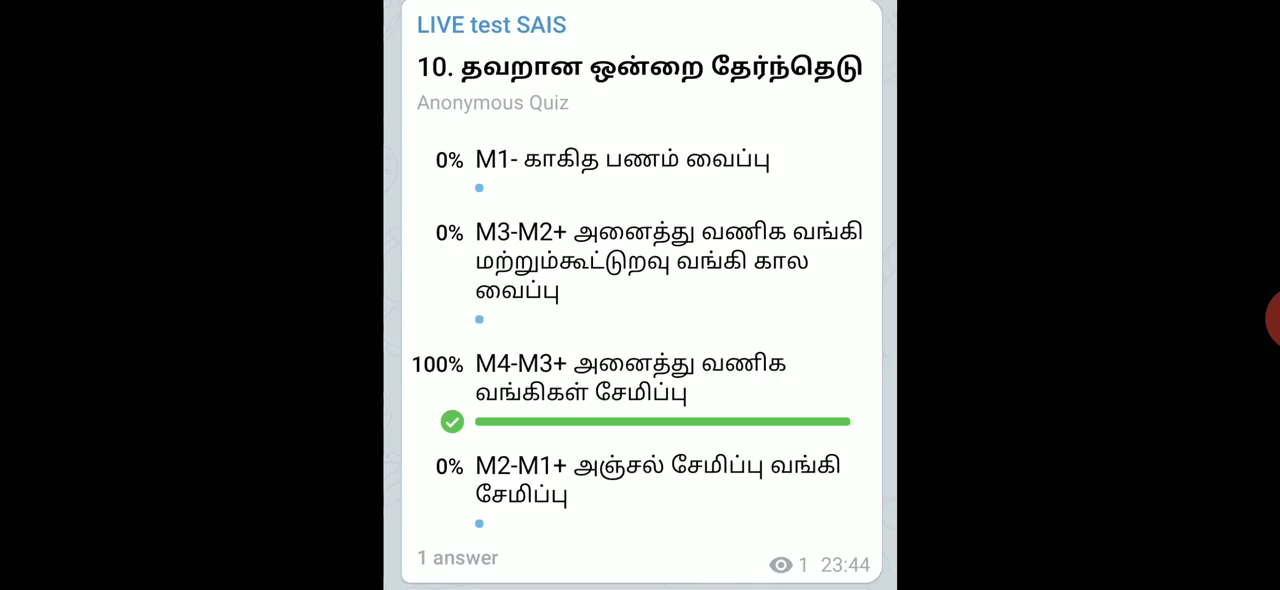 LIVE test SAIS
10. தவறான ஒன்றை தேர்ந்தெடு
Anonymous Quiz
0% M1- காகித பணம் வைப்பு
0% M3-M2+ அனைத்து வணிக வங்கி
மற்றும்கூட்டுறவு வங்கி கால
வைப்பு
100% M4-M3+ அனைத்து வணிக
வங்கிகள் சேமிப்பு
0% M2-M1+ அஞ்சல் சேமிப்பு வங்கி
சேமிப்பு
1 answer
1 23:44